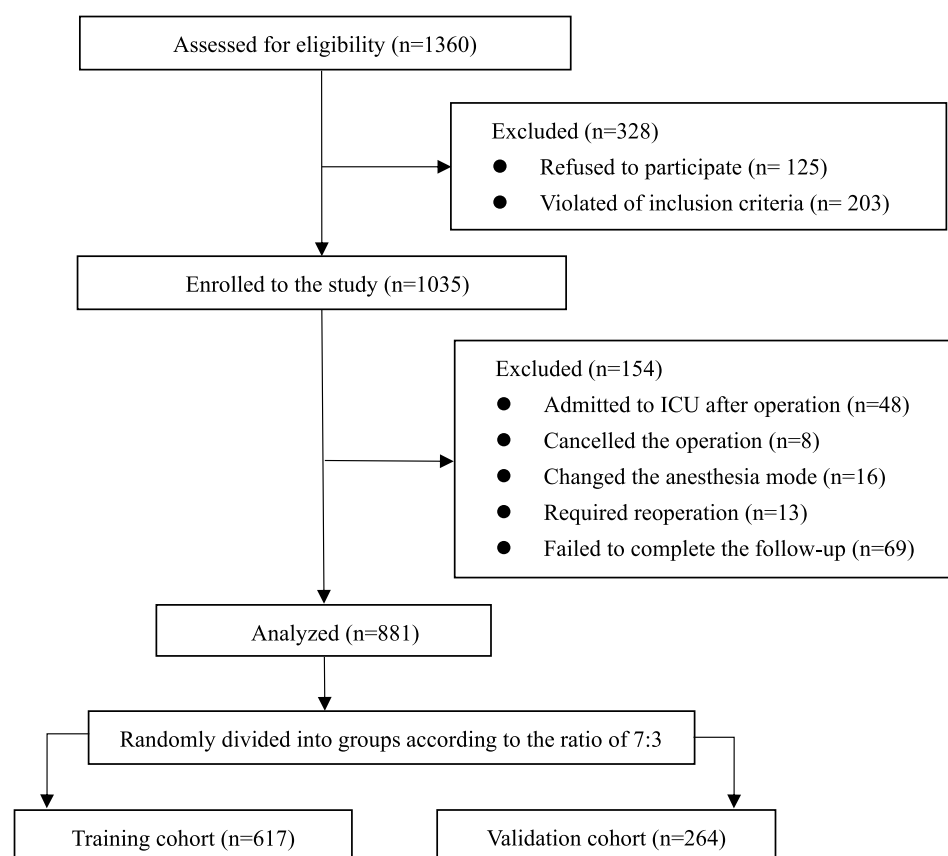 Assessed for eligibility (n=1360)
Excluded (n=328)
● Refused to participate (n= 125)
● Violated of inclusion criteria (n= 203)
Enrolled to the study (n=1035)
Excluded (n=154)
● Admitted to ICU after operation (n=48)
● Cancelled the operation (n=8)
● Changed the anesthesia mode (n=16)
● Required reoperation (n=13)
● Failed to complete the follow-up (n=69)
Analyzed (n=881)
Randomly divided into groups according to the ratio of 7:3
Training cohort (n=617)
Validation cohort (n=264)